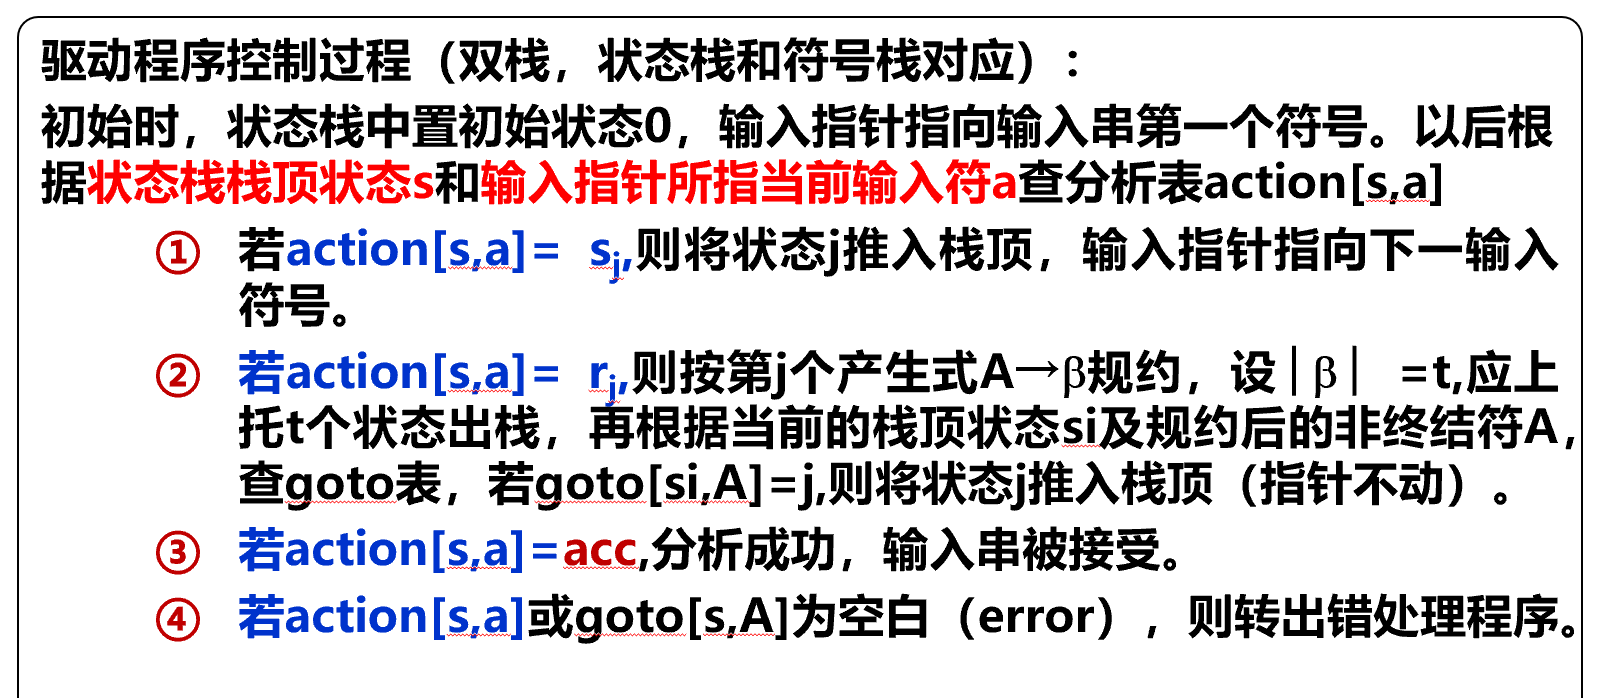 驱动程序控制过程（双栈，状态栈和符号栈对应）：
初始时，状态栈中置初始状态0，输入指针指向输入串第一个符号。以后根
据状态栈栈顶状态s和输入指针所指当前输入符a查分析表action[s,a]
① 若action[s,a]= sj,则将状态j推入栈顶，输入指针指向下一输入
符号。
② 若action[s,a]= rj,则按第j个产生式A→β规约，设|β| =t,应上
托t个状态出栈，再根据当前的栈顶状态si及规约后的非终结符A，
查goto表，若goto[si,A]=j,则将状态j推入栈顶（指针不动）。
③ 若action[s,a]=acc,分析成功，输入串被接受。
④ 若action[s,a]或goto[s,A]为空白（error），则转出错处理程序。